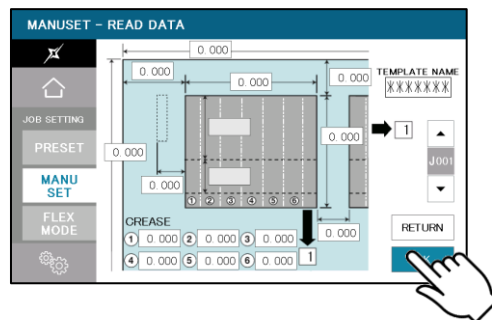 MANUSET – READ DATA
0. 000
0. 000
0. 000
0. 000
TEMPLATE NAME
✳✳✳✳✳✳✳
JOB SETTING
PRESET
MANU
SET
FLEX
MODE
0. 000
0. 000
0. 000
1
J001
① ② ③ ④ ⑤ ⑥
CREASE
① 0. 000 ② 0. 000 ③ 0. 000
④ 0. 000 ⑤ 0. 000 ⑥ 0. 000
1
0. 000
RETURN